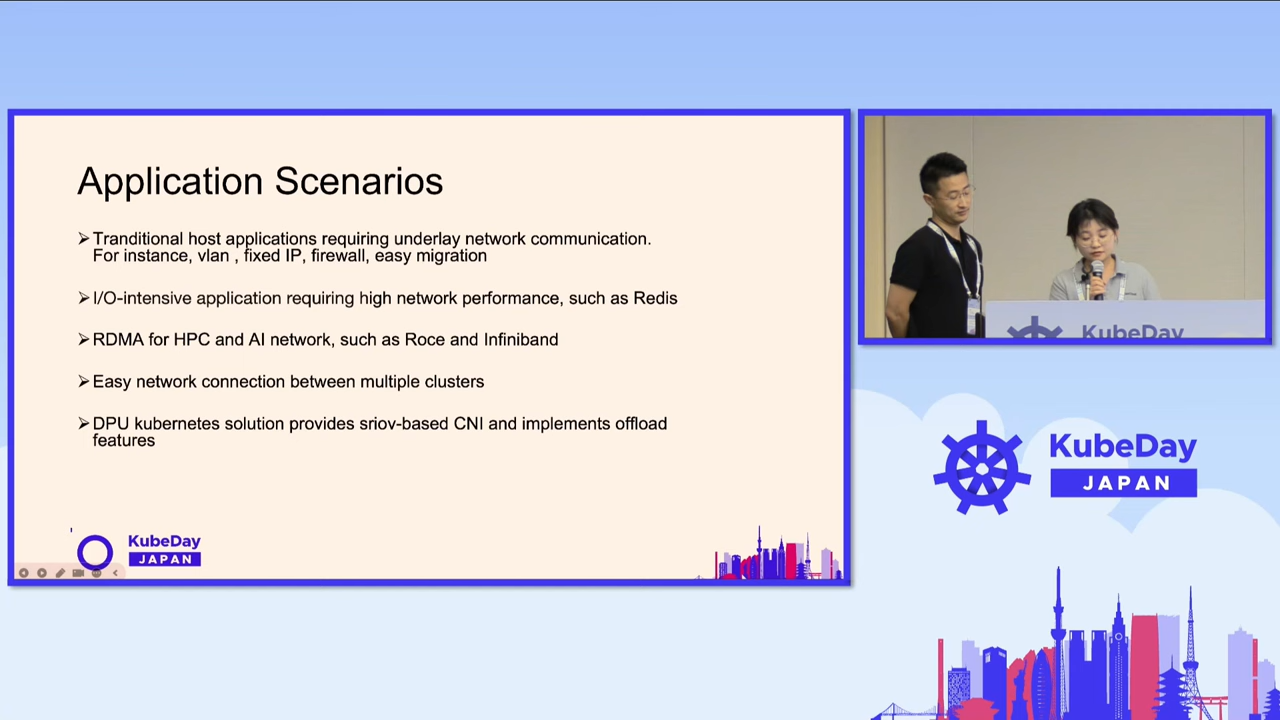 Application Scenarios
➢Tranditional host applications requiring underlay network communication.
For instance, vlan , fixed IP, firewall, easy migration
➢I/O-intensive application requiring high network performance, such as Redis
➢RDMA for HPC and AI network, such as Roce and Infiniband
➢Easy network connection between multiple clusters
➢DPU kubernetes solution provides sriov-based CNI and implements offload
features
KubeDay
JAPAN
KubeDay
KubeDay
JAPAN